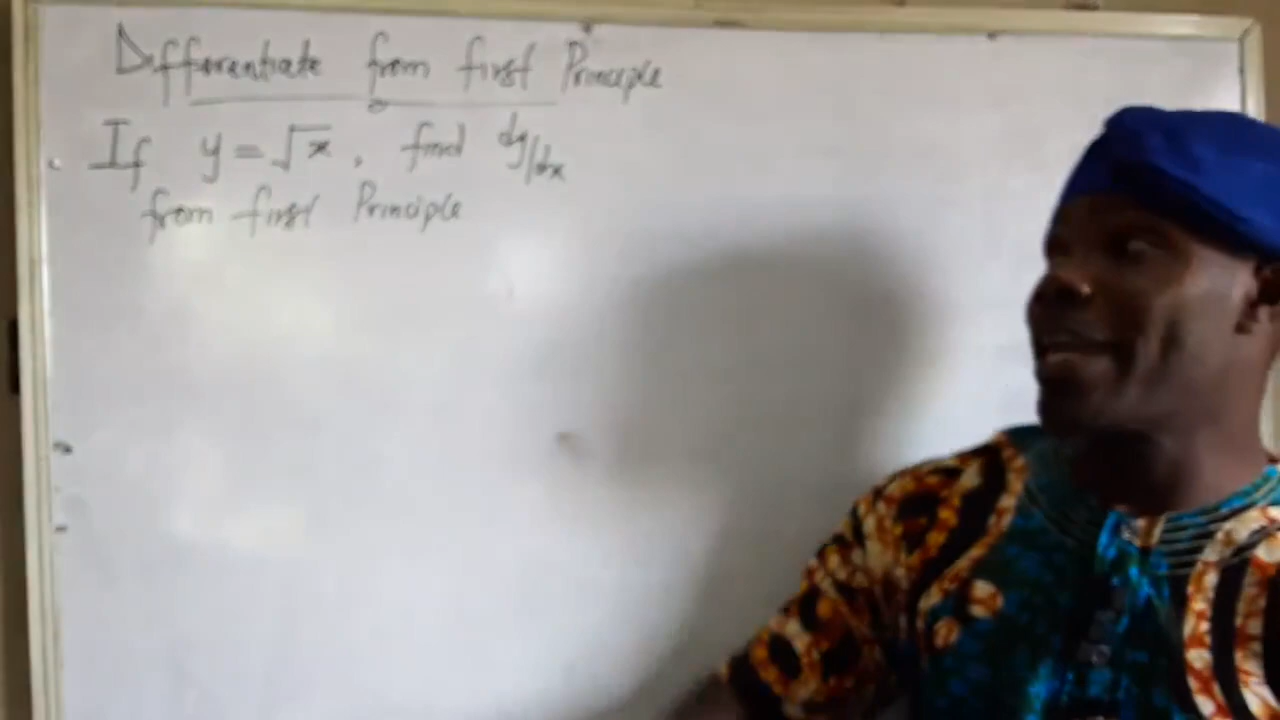 Differentiate from first Principle
If y = √x, find dy/dx
from first Principle